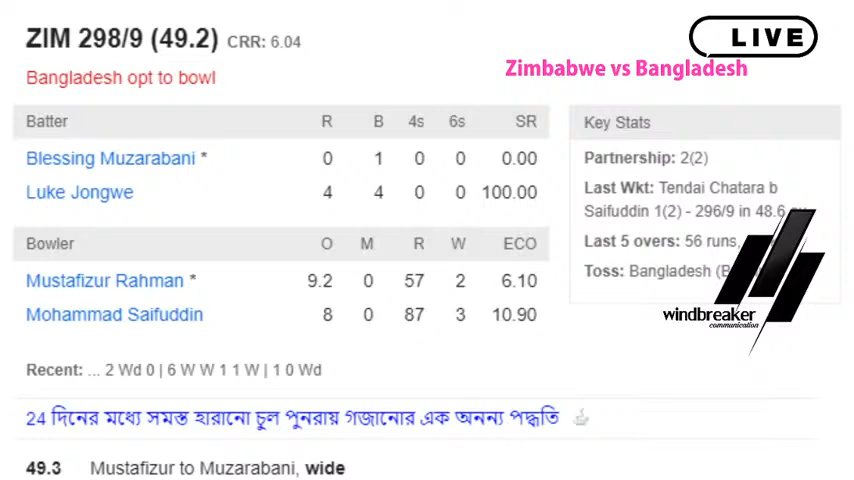 ZIM 298/9 (49.2) CRR: 6.04
LIVE
Zimbabwe vs Bangladesh
Bangladesh opt to bowl
Batter R B 4s 6s SR
Blessing Muzarabani * 0 1 0 0 0.00
Luke Jongwe 4 4 0 0 100.00
Bowler O M R W ECO
Mustafizur Rahman * 9.2 0 57 2 6.10
Mohammad Saifuddin 8 0 87 3 10.90
Key Stats
Partnership: 2(2)
Last Wkt: Tendai Chatara b
Saifuddin 1(2) - 296/9 in 48.6
Last 5 overs: 56 runs,
Toss: Bangladesh
windbreaker
communication
Recent: ... 2 Wd 0 | 6 W W 1 1 W | 1 0 Wd
24 দিনের মধ্যে সমস্ত হারানো চুল পুনরায় গজানোর এক অনন্য পদ্ধতি
49.3 Mustafizur to Muzarabani, wide